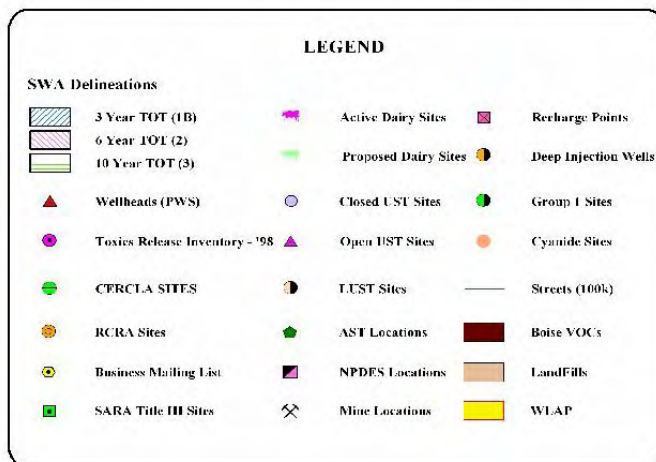 LEGEND
SWA Delineations
3 Year TOT (1B)
6 Year TOT (2)
10 Year TOT (3)
Wellheads (PWS)
Toxics Release Inventory - '98
CERCLA SITES
RCRA Sites
Business Mailing List
SARA Title III Sites
Active Dairy Sites
Proposed Dairy Sites
Closed UST Sites
Open UST Sites
LUST Sites
AST Locations
NPDES Locations
Mine Locations
Recharge Points
Deep Injection Wells
Group 1 Sites
Cyanide Sites
Streets (100k)
Boise VOCs
LandFills
WLAP